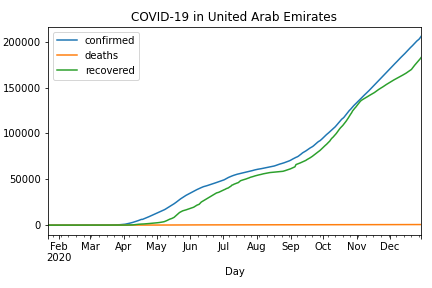 COVID-19 in United Arab Emirates
confirmed
deaths
recovered
200000
150000
100000
50000
0
Feb Mar Apr May Jun Jul Aug Sep Oct Nov Dec
2020
Day